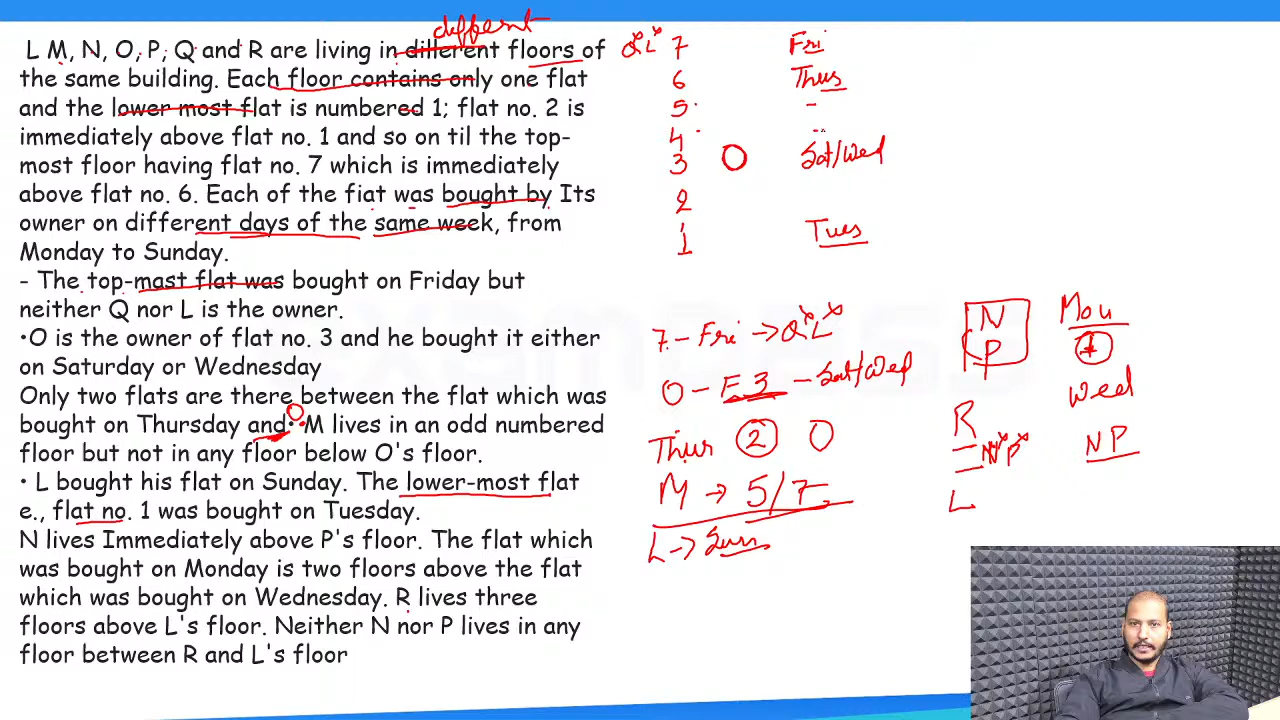 different
L M, N, O, P, Q and R are living in different floors of
the same building. Each floor contains only one flat
and the lower most flat is numbered 1; flat no. 2 is
immediately above flat no. 1 and so on til the top-
most floor having flat no. 7 which is immediately
above flat no. 6. Each of the fiat was bought by Its
owner on different days of the same week, from
Monday to Sunday.
- The top-mast flat was bought on Friday but
neither Q nor L is the owner.
•O is the owner of flat no. 3 and he bought it either
on Saturday or Wednesday
Only two flats are there between the flat which was
O
bought on Thursday and• M lives in an odd numbered
floor but not in any floor below O's floor.
• L bought his flat on Sunday. The lower-most flat
e., flat no. 1 was bought on Tuesday.
N lives Immediately above P's floor. The flat which
was bought on Monday is two floors above the flat
which was bought on Wednesday. R lives three
floors above L's floor. Neither N nor P lives in any
floor between R and L's floor
Qx Lx 7 Fri
6 Thus
5 -
4 --
3 O Sat/Wed
2
1 Tues
7 - Fri → Qx Lx
O - F 3 - Sat/Wed
Thur 2 O
M → 5/7
L → Sun
N
P
Mon
1
Wed
R
Nx Px
L
NP